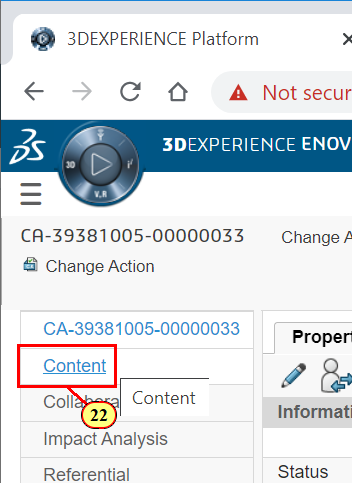 3DEXPERIENCE Platform
Not secur
3DEXPERIENCE ENOV
3D
V.R
CA-39381005-00000033
Change A
Change Action
CA-39381005-00000033
Propert
Content
Collabora
22
Content
Informati
Impact Analysis
Referential
Status